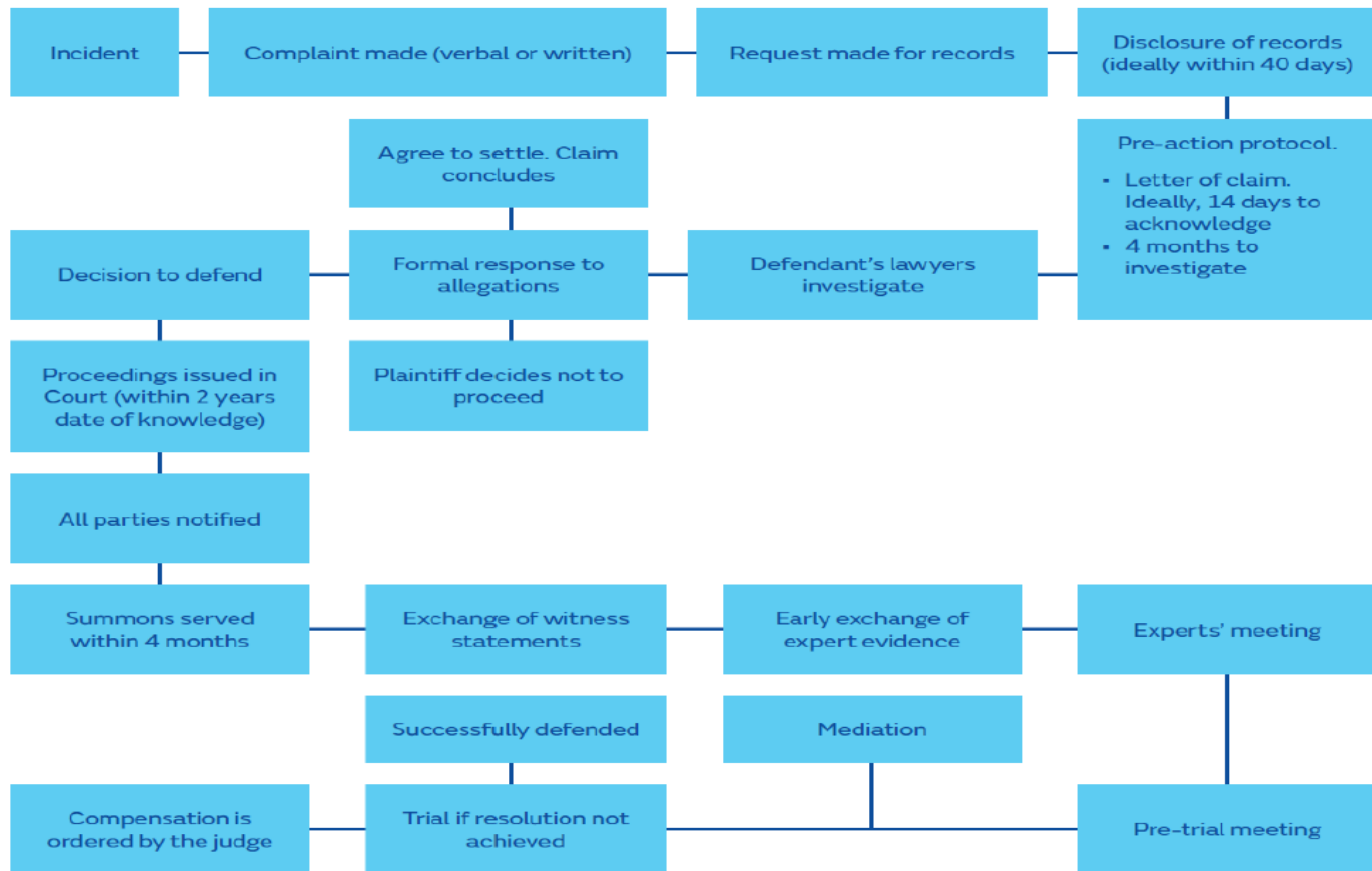 Incident
Complaint made (verbal or written)
Request made for records
Disclosure of records
(ideally within 40 days)
Pre-action protocol.
▪ Letter of claim.
Ideally, 14 days to
acknowledge
▪ 4 months to
investigate
Defendant’s lawyers
investigate
Formal response to
allegations
Agree to settle. Claim
concludes
Plaintiff decides not to
proceed
Decision to defend
Proceedings issued in
Court (within 2 years
date of knowledge)
All parties notified
Summons served
within 4 months
Exchange of witness
statements
Early exchange of
expert evidence
Experts’ meeting
Pre-trial meeting
Mediation
Trial if resolution not
achieved
Successfully defended
Compensation is
ordered by the judge